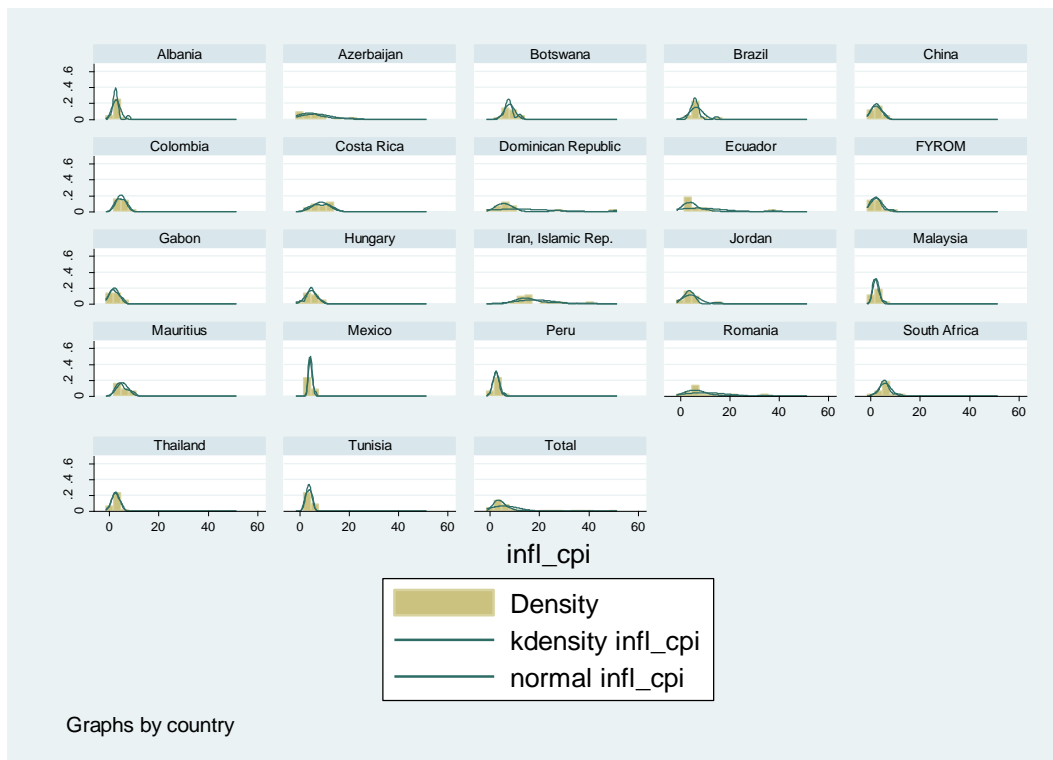 Albania Azerbaijan Botswana Brazil China
0 .2 .4 .6
Colombia Costa Rica Dominican Republic Ecuador FYROM
0 .2 .4 .6
Gabon Hungary Iran, Islamic Rep. Jordan Malaysia
0 .2 .4 .6
Mauritius Mexico Peru Romania South Africa
0 .2 .4 .6
0 20 40 60 0 20 40 60
Thailand Tunisia Total
0 .2 .4 .6
0 20 40 60 0 20 40 60 0 20 40 60
infl_cpi
Density
kdensity infl_cpi
normal infl_cpi
Graphs by country